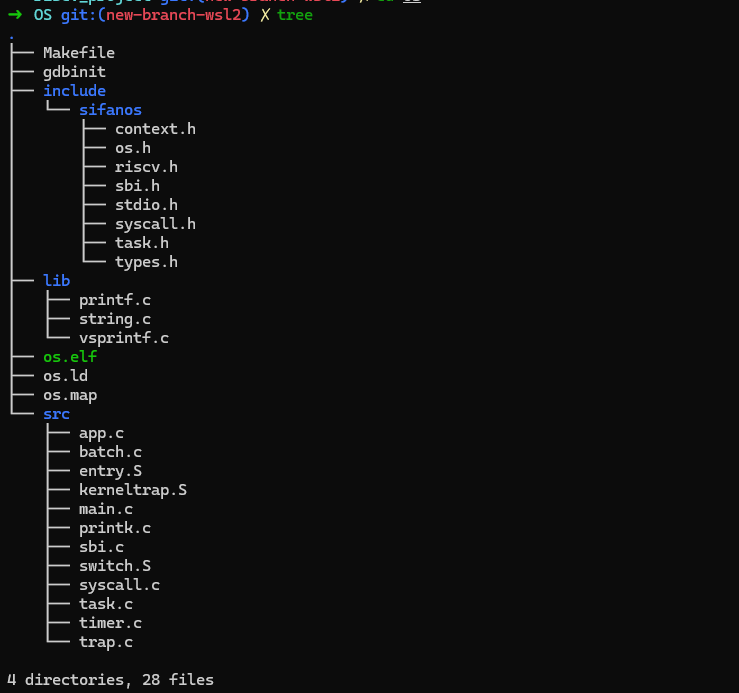 ➜ OS git:(new-branch-wsl2) ✗ tree
.
├── Makefile
├── gdbinit
├── include
│   └── sifanos
│       ├── context.h
│       ├── os.h
│       ├── riscv.h
│       ├── sbi.h
│       ├── stdio.h
│       ├── syscall.h
│       ├── task.h
│       └── types.h
├── lib
│   ├── printf.c
│   ├── string.c
│   └── vsprintf.c
├── os.elf
├── os.ld
├── os.map
└── src
    ├── app.c
    ├── batch.c
    ├── entry.S
    ├── kerneltrap.S
    ├── main.c
    ├── printk.c
    ├── sbi.c
    ├── switch.S
    ├── syscall.c
    ├── task.c
    ├── timer.c
    └── trap.c
4 directories, 28 files